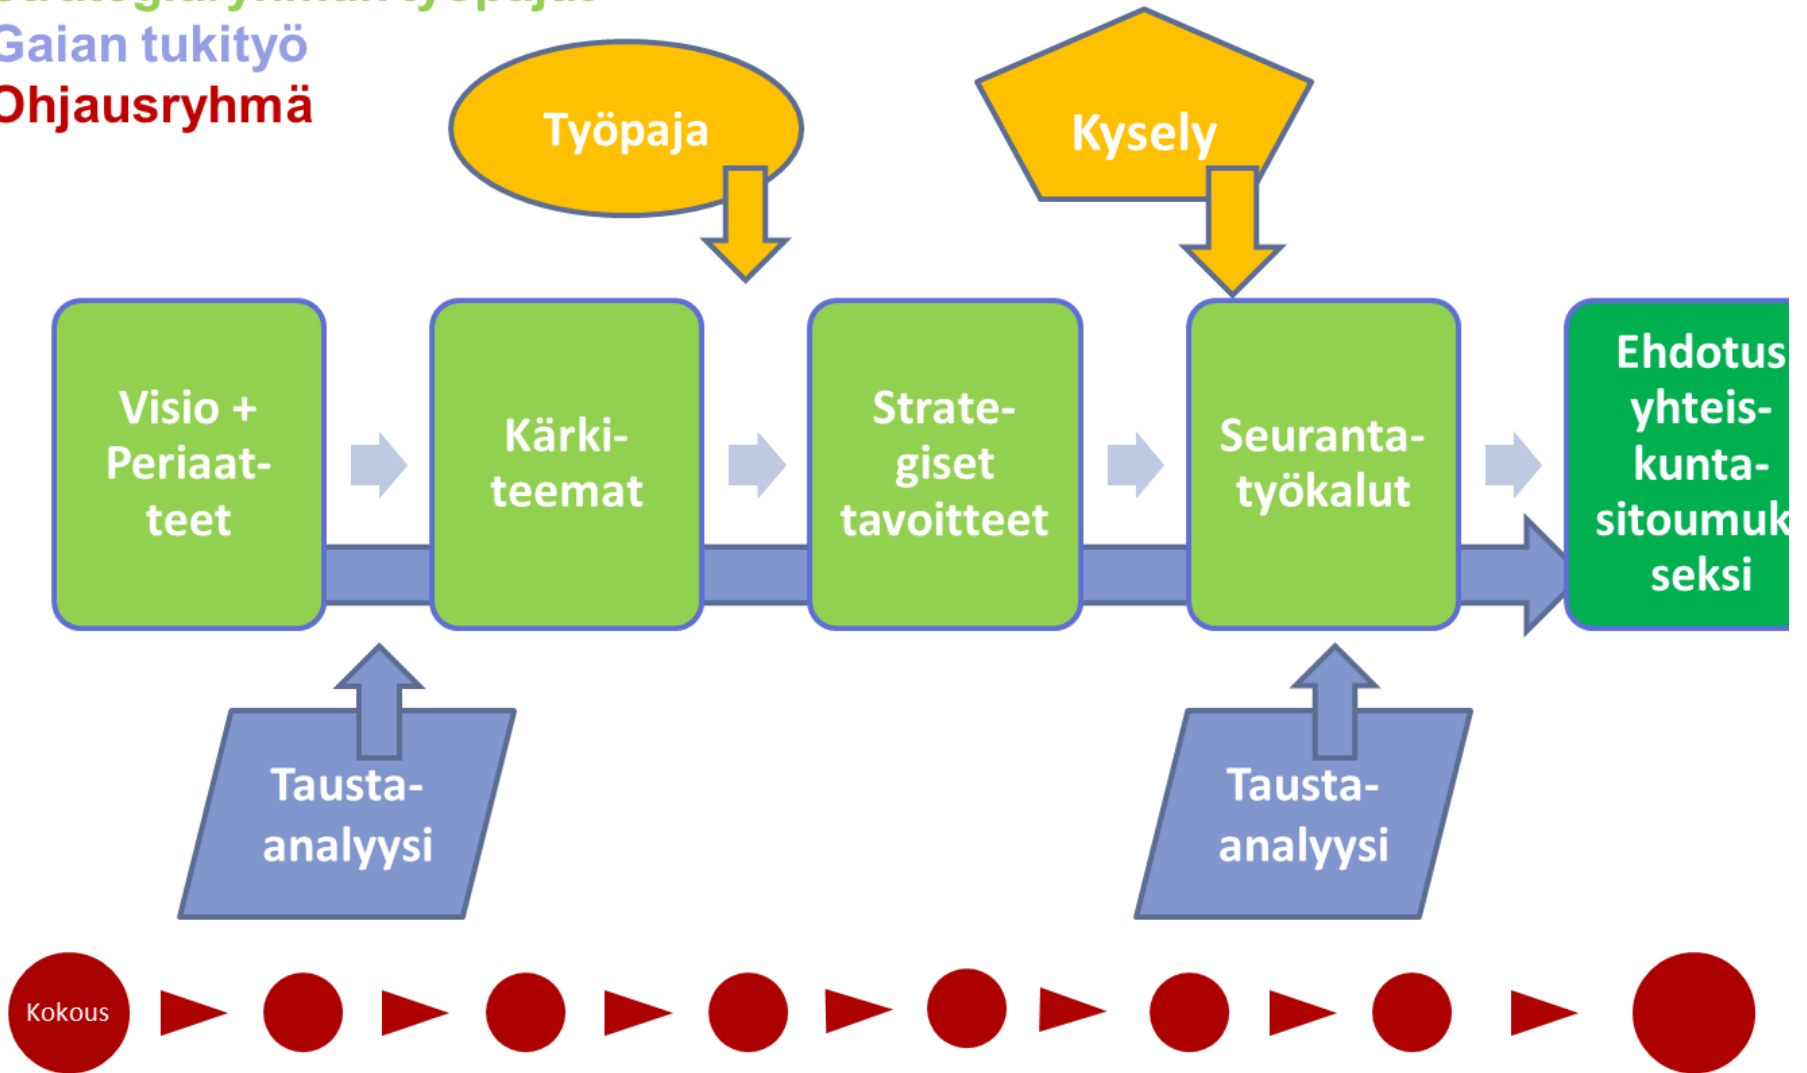 Gaian tukityö
Ohjausryhmä
Työpaja
Kysely
Visio +
Periaat-
teet
Kärki-
teemat
Strate-
giset
tavoitteet
Seuranta-
työkalut
Ehdotus
yhteis-
kunta-
sitoumuk
seksi
Tausta-
analyysi
Tausta-
analyysi
Kokous